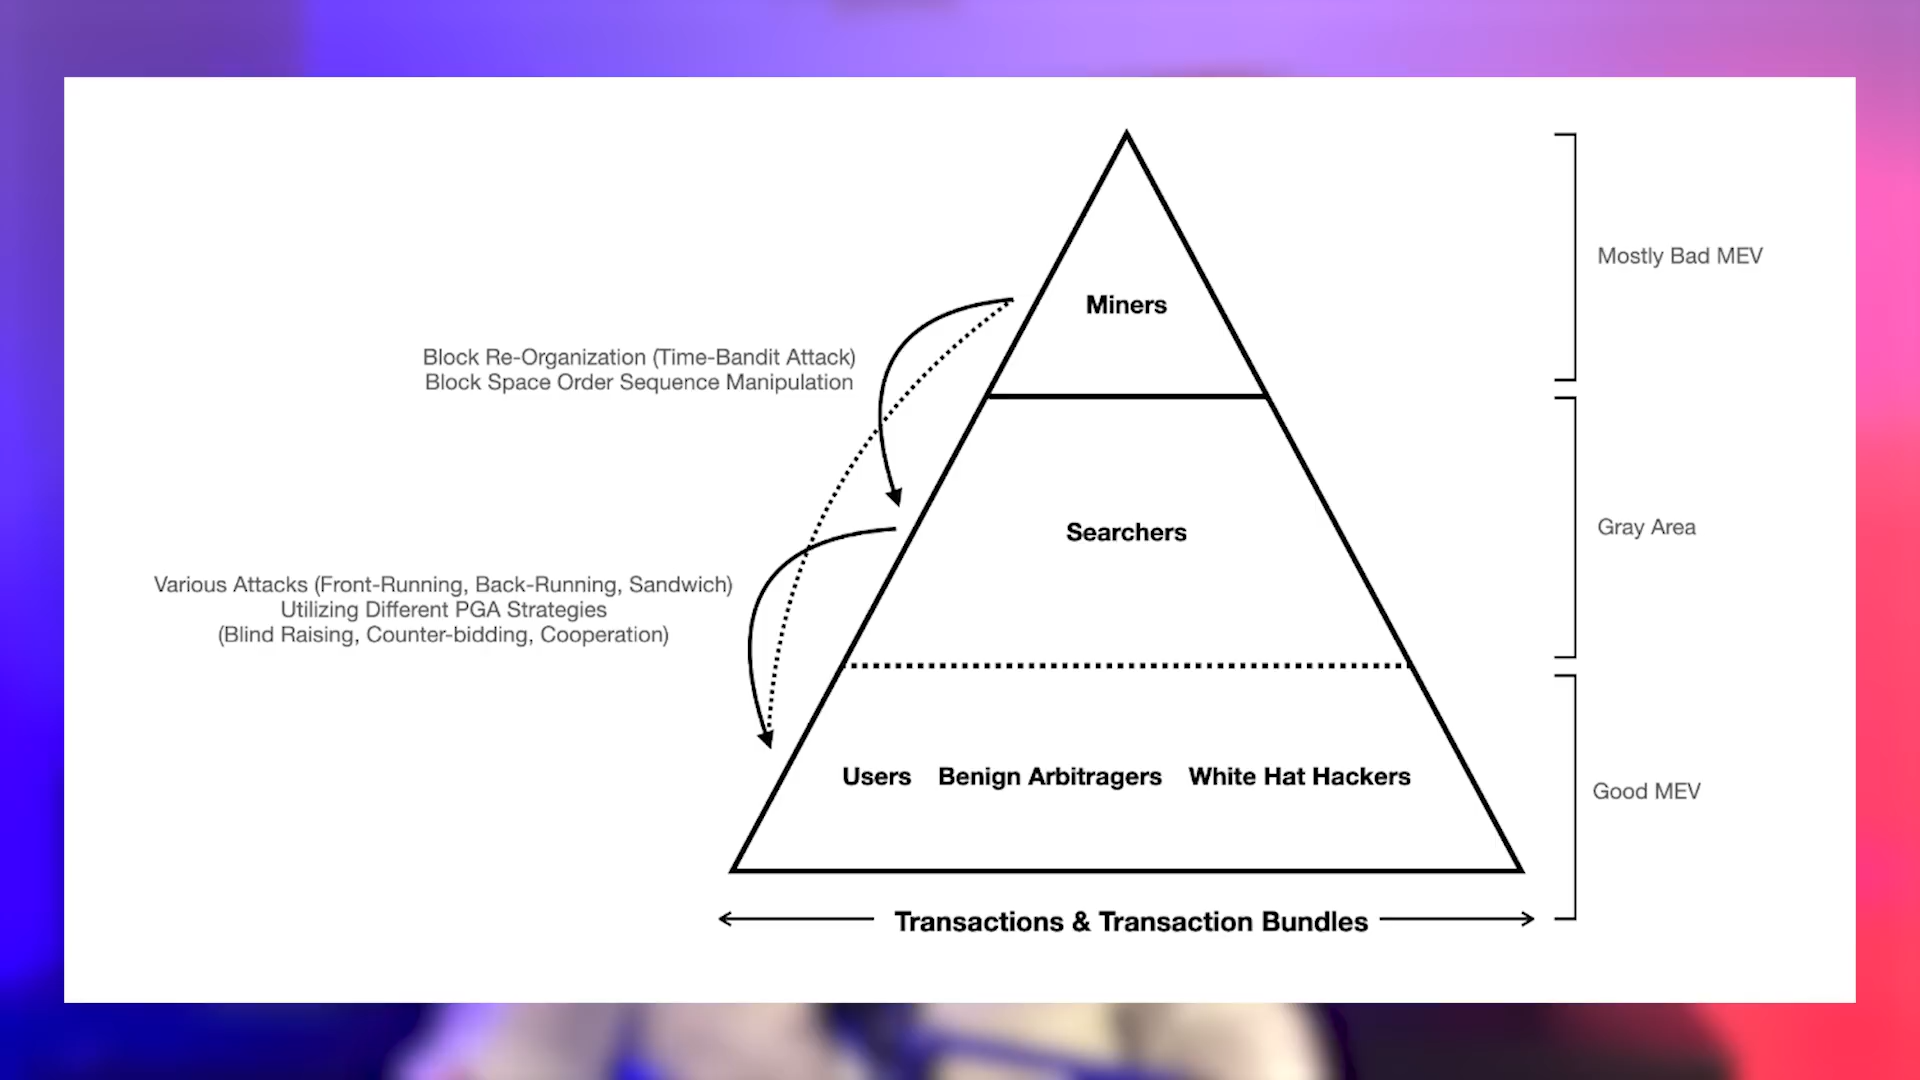 Mostly Bad MEV
Miners
Block Re-Organization (Time-Bandit Attack)
Block Space Order Sequence Manipulation
Searchers
Gray Area
Various Attacks (Front-Running, Back-Running, Sandwich)
Utilizing Different PGA Strategies
(Blind Raising, Counter-bidding, Cooperation)
Users Benign Arbitragers White Hat Hackers
Good MEV
Transactions & Transaction Bundles